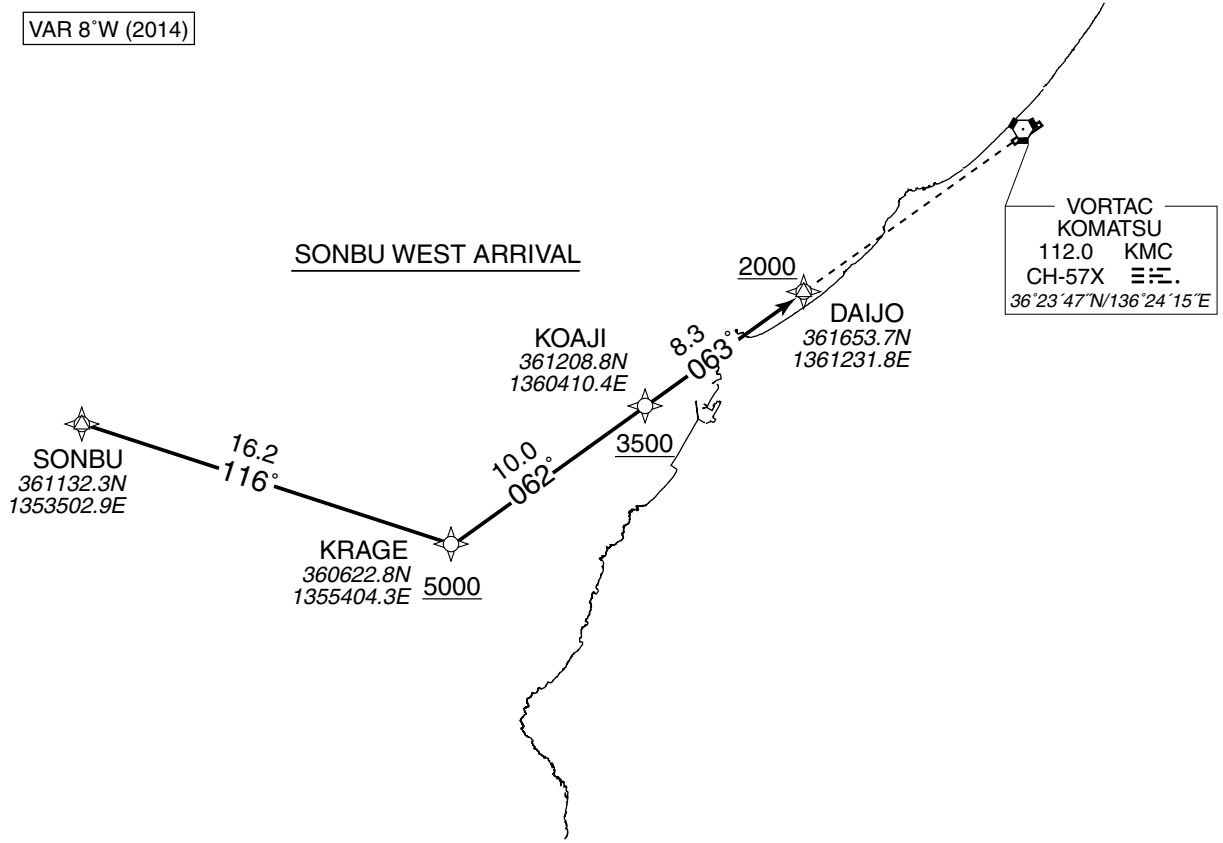 VAR 8˚W (2014)
VORTAC
KOMATSU
112.0 KMC
CH-57X
36˚23´47˝N/136˚24´15˝E
SONBU WEST ARRIVAL
2000
DAIJO
361653.7N
1361231.8E
8.3
063˚
KOAJI
361208.8N
1360410.4E
3500
10.0
062˚
16.2
116˚
SONBU
361132.3N
1353502.9E
KRAGE
360622.8N
1355404.3E
5000